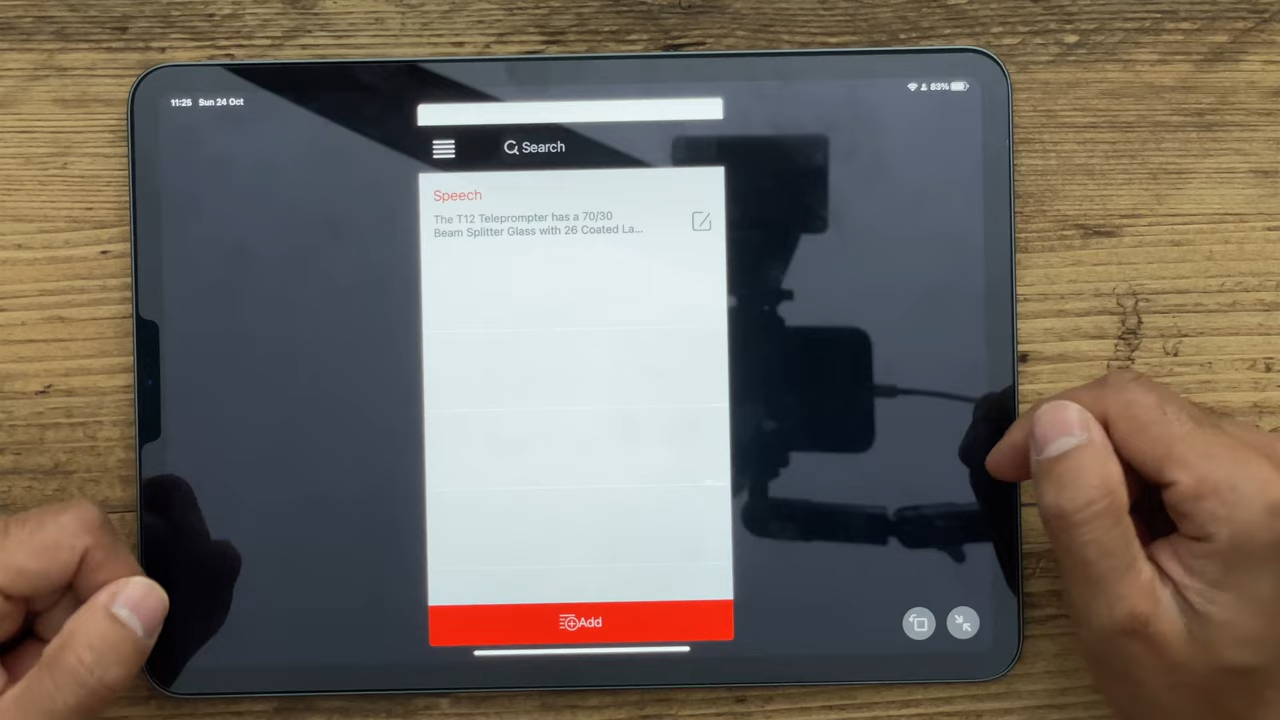 11:25 Sun 24 Oct
83%
Search
Speech
The T12 Teleprompter has a 70/30
Beam Splitter Glass with 26 Coated La...
Add